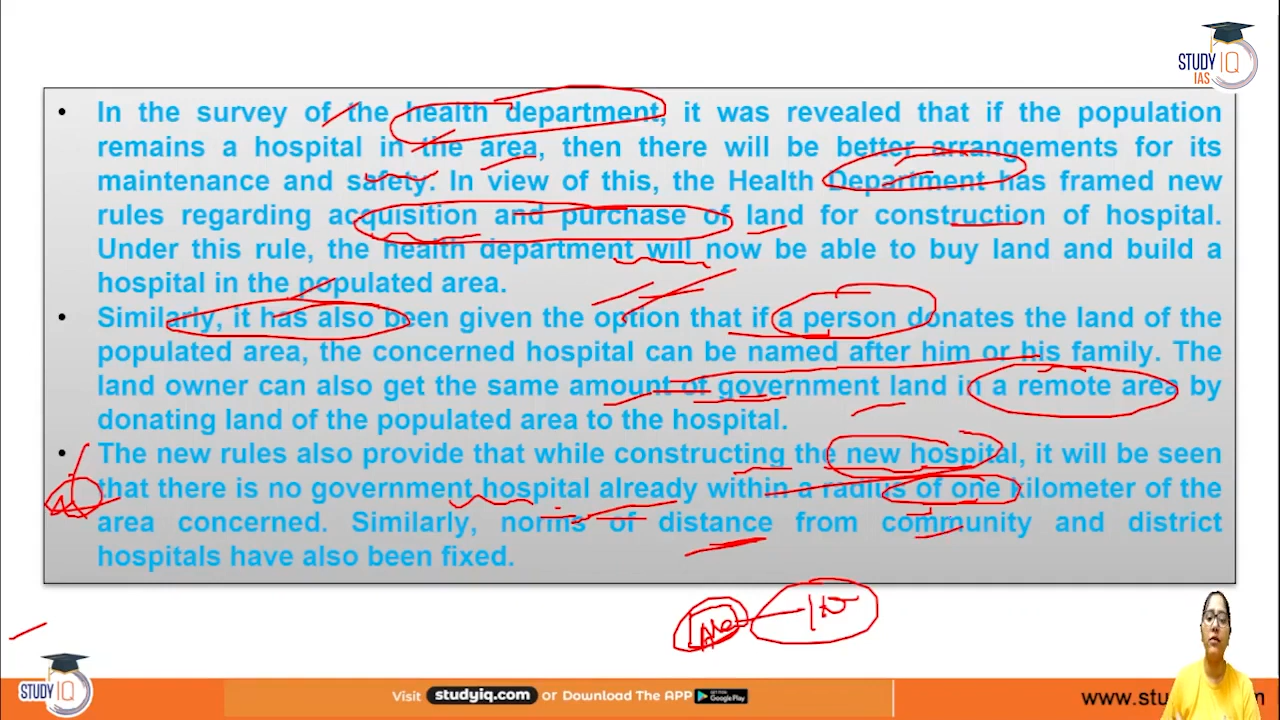 STUDY IQ
IAS
• In the survey of the health department, it was revealed that if the population
remains a hospital in the area, then there will be better arrangements for its
maintenance and safety. In view of this, the Health Department has framed new
rules regarding acquisition and purchase of land for construction of hospital.
Under this rule, the health department will now be able to buy land and build a
hospital in the populated area.
• Similarly, it has also been given the option that if a person donates the land of the
populated area, the concerned hospital can be named after him or his family. The
land owner can also get the same amount of government land in a remote area by
donating land of the populated area to the hospital.
• The new rules also provide that while constructing the new hospital, it will be seen
that there is no government hospital already within a radius of one kilometer of the
area concerned. Similarly, norms of distance from community and district
hospitals have also been fixed.
STUDY IQ
Visit studyiq.com or Download The APP
Google Play
www.stu
m